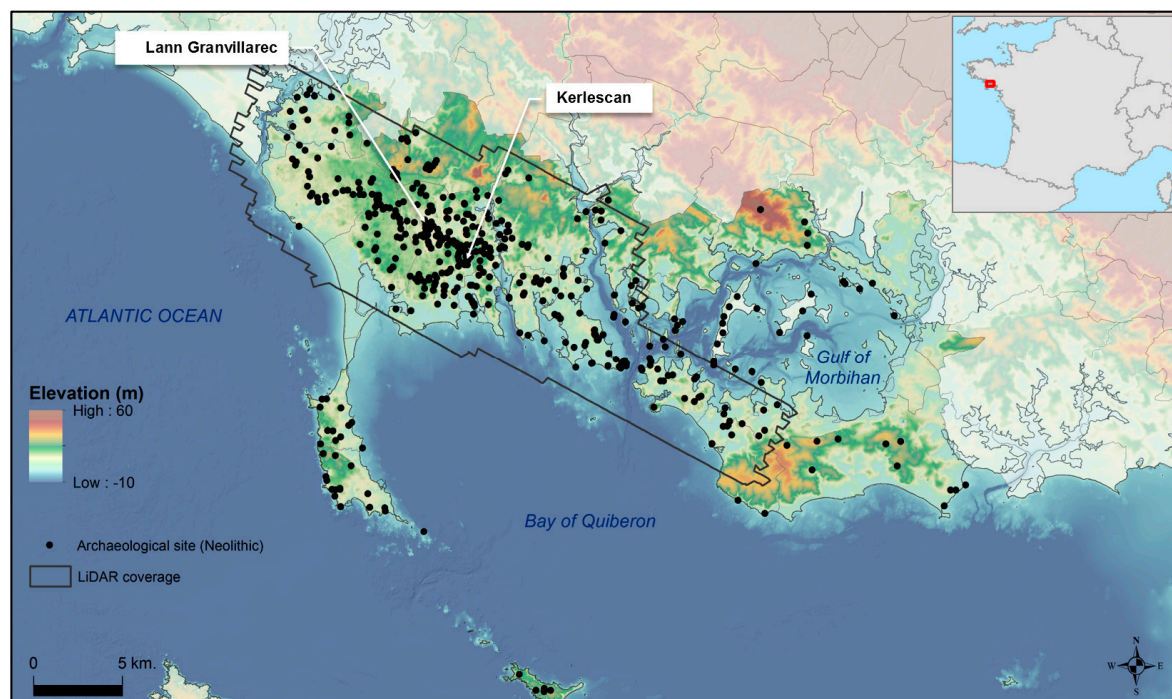 Lann Granvillarec
Kerlescan
ATLANTIC OCEAN
Gulf of
Morbihan
Elevation (m)
High : 60
Low : -10
Bay of Quiberon
Archaeological site (Neolithic)
LiDAR coverage
0 5 km.
N
W E
S